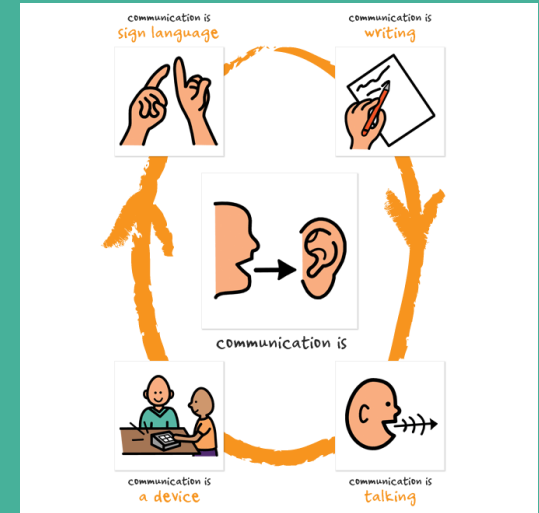 communication is
sign language
communication is
writing
communication is
communication is
a device
communication is
talking